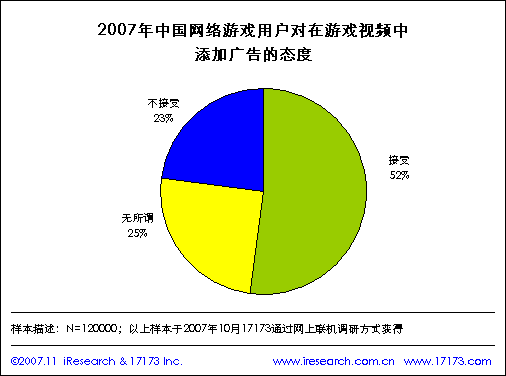 2007年中国网络游戏用户对在游戏视频中
添加广告的态度
不接受
23%
接受
52%
无所谓
25%
样本描述：N=120000；以上样本于2007年10月17173通过网上联机调研方式获得
©2007.11 iResearch & 17173 Inc. www.iresearch.com.cn www.17173.com